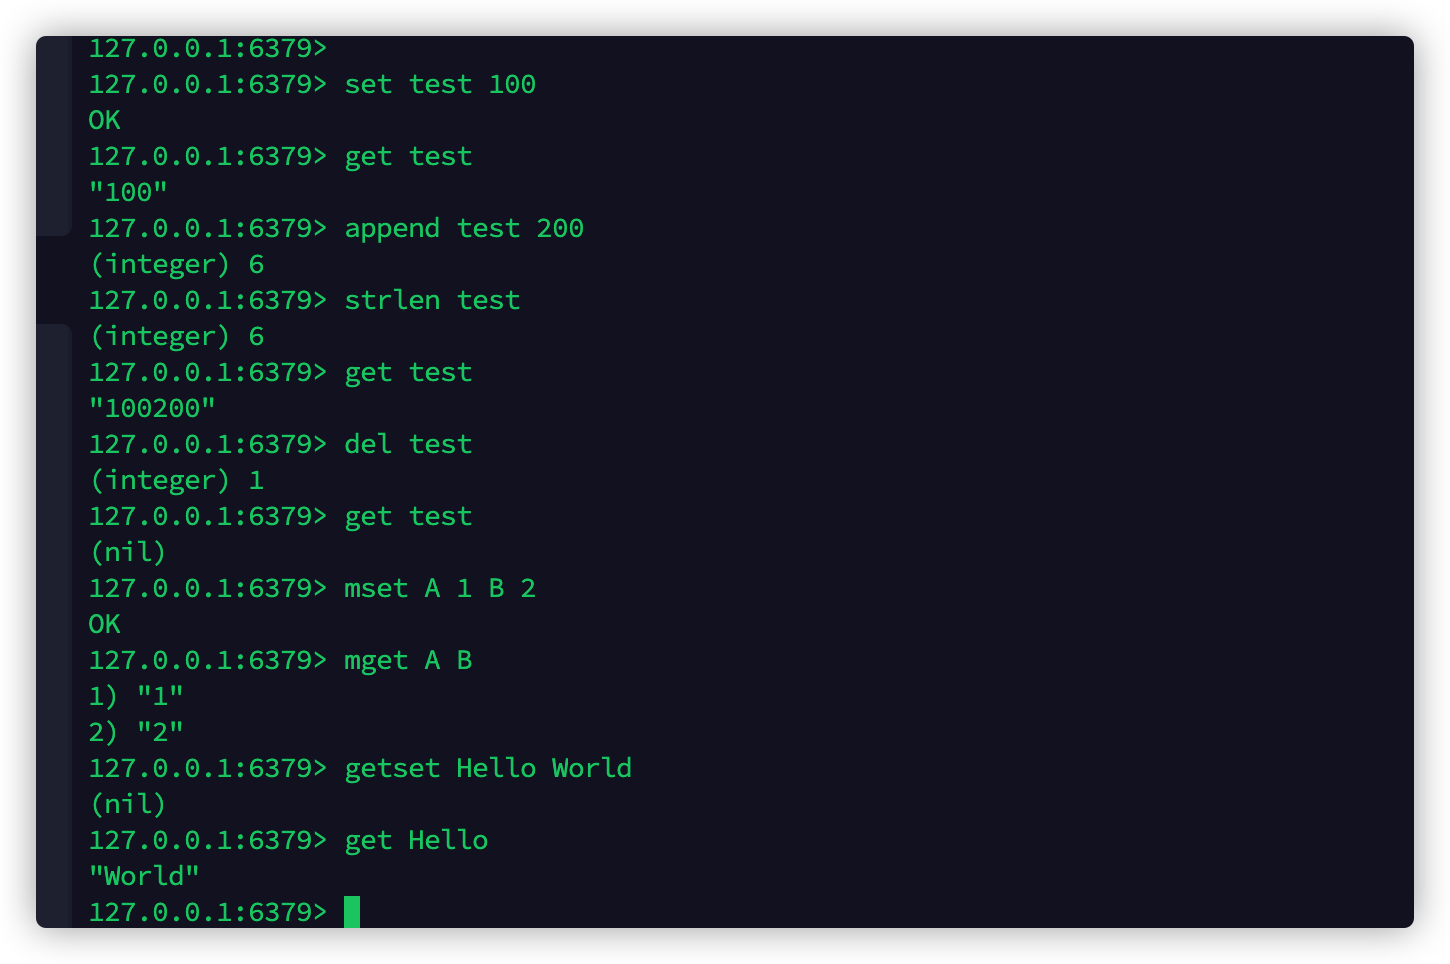 127.0.0.1:6379>
127.0.0.1:6379> set test 100
OK
127.0.0.1:6379> get test
"100"
127.0.0.1:6379> append test 200
(integer) 6
127.0.0.1:6379> strlen test
(integer) 6
127.0.0.1:6379> get test
"100200"
127.0.0.1:6379> del test
(integer) 1
127.0.0.1:6379> get test
(nil)
127.0.0.1:6379> mset A 1 B 2
OK
127.0.0.1:6379> mget A B
1) "1"
2) "2"
127.0.0.1:6379> getset Hello World
(nil)
127.0.0.1:6379> get Hello
"World"
127.0.0.1:6379>